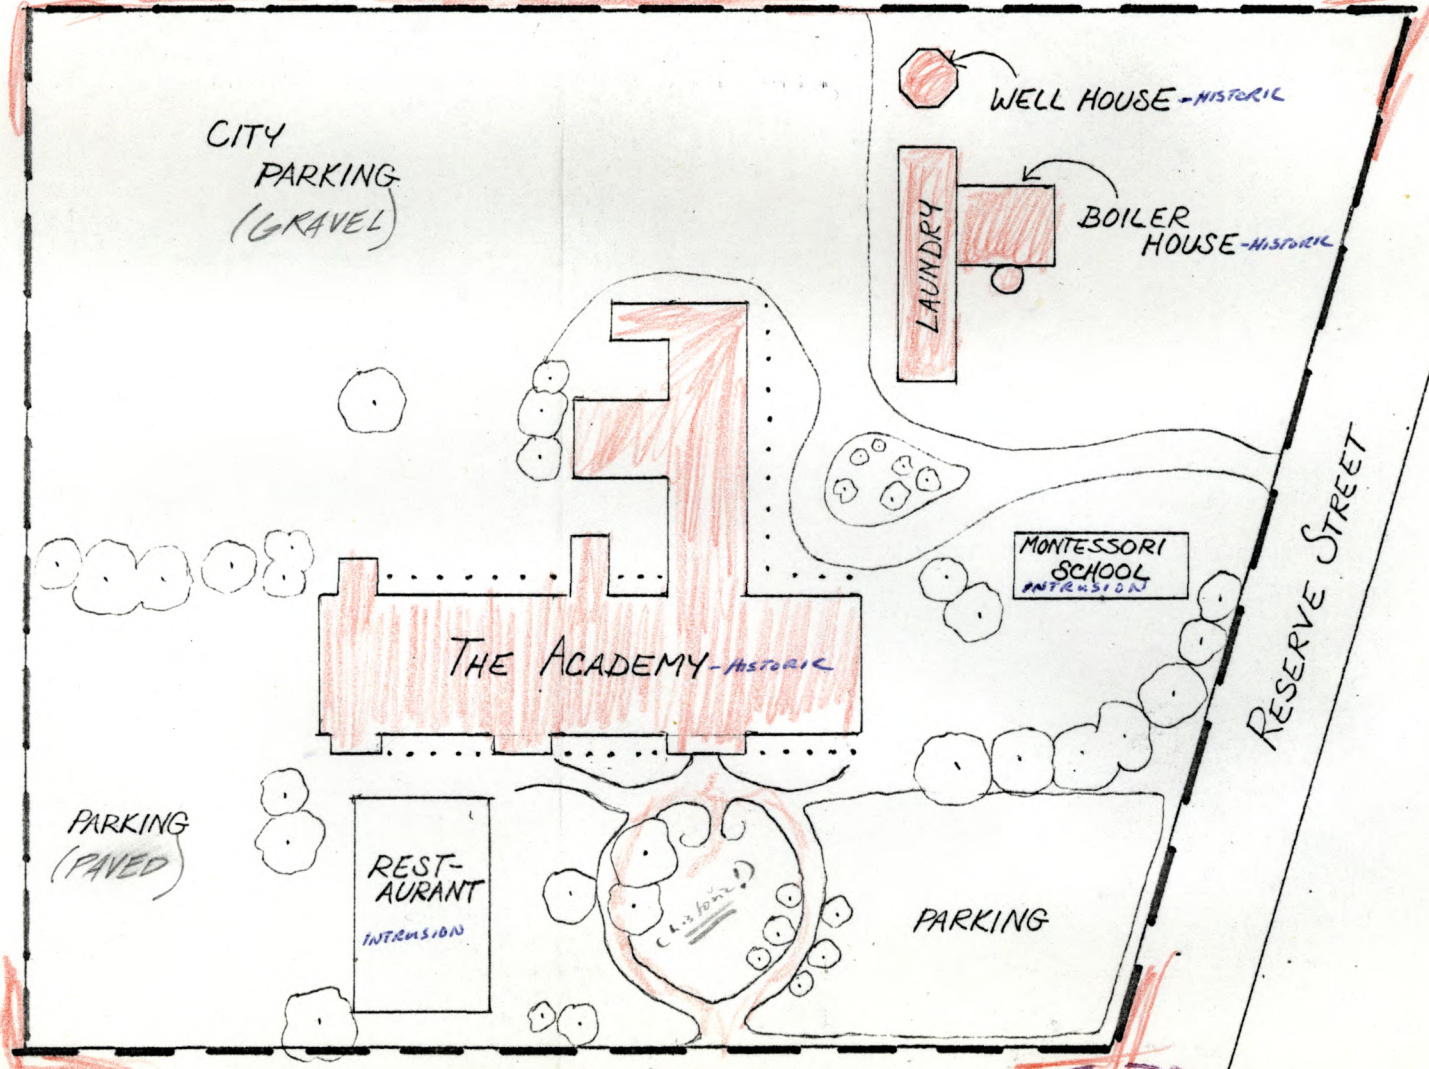 CITY
PARKING
(GRAVEL)
WELL HOUSE - HISTORIC
BOILER
HOUSE - HISTORIC
LAUNDRY
MONTESSORI
SCHOOL
INTRUSION
RESERVE STREET
THE ACADEMY - HISTORIC
PARKING
(PAVED)
REST-
AURANT
INTRUSION
PARKING